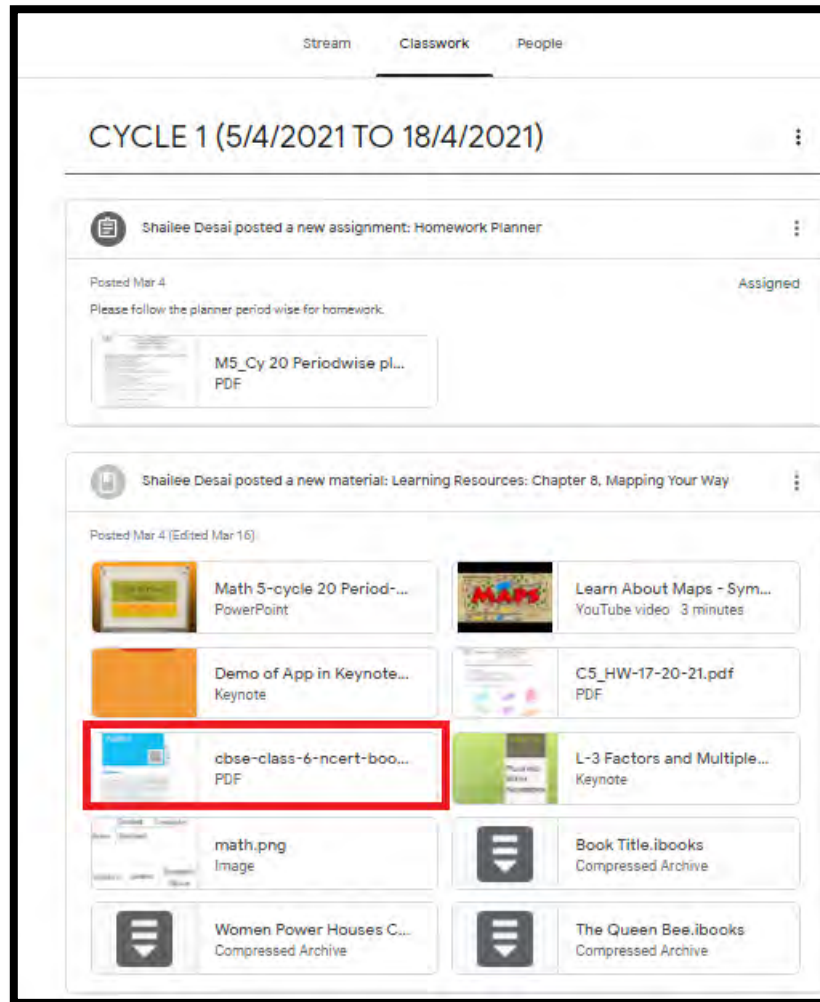 Stream Classwork People
CYCLE 1 (5/4/2021 TO 18/4/2021)
Shailee Desai posted a new assignment: Homework Planner
Posted Mar 4
Assigned
Please follow the planner period wise for homework.
M5_Cy 20 Periodwise pl...
PDF
Shailee Desai posted a new material: Learning Resources: Chapter 8, Mapping Your Way
Posted Mar 4 (Edited Mar 16)
Math 5-cycle 20 Period-...
PowerPoint
MAPS
Learn About Maps - Sym...
YouTube video 3 minutes
Demo of App in Keynote...
Keynote
C5_HW-17-20-21.pdf
PDF
cbse-class-6-ncert-boo...
PDF
L-3 Factors and Multiple...
Keynote
math.png
Image
Book Title.ibooks
Compressed Archive
Women Power Houses C...
Compressed Archive
The Queen Bee.ibooks
Compressed Archive